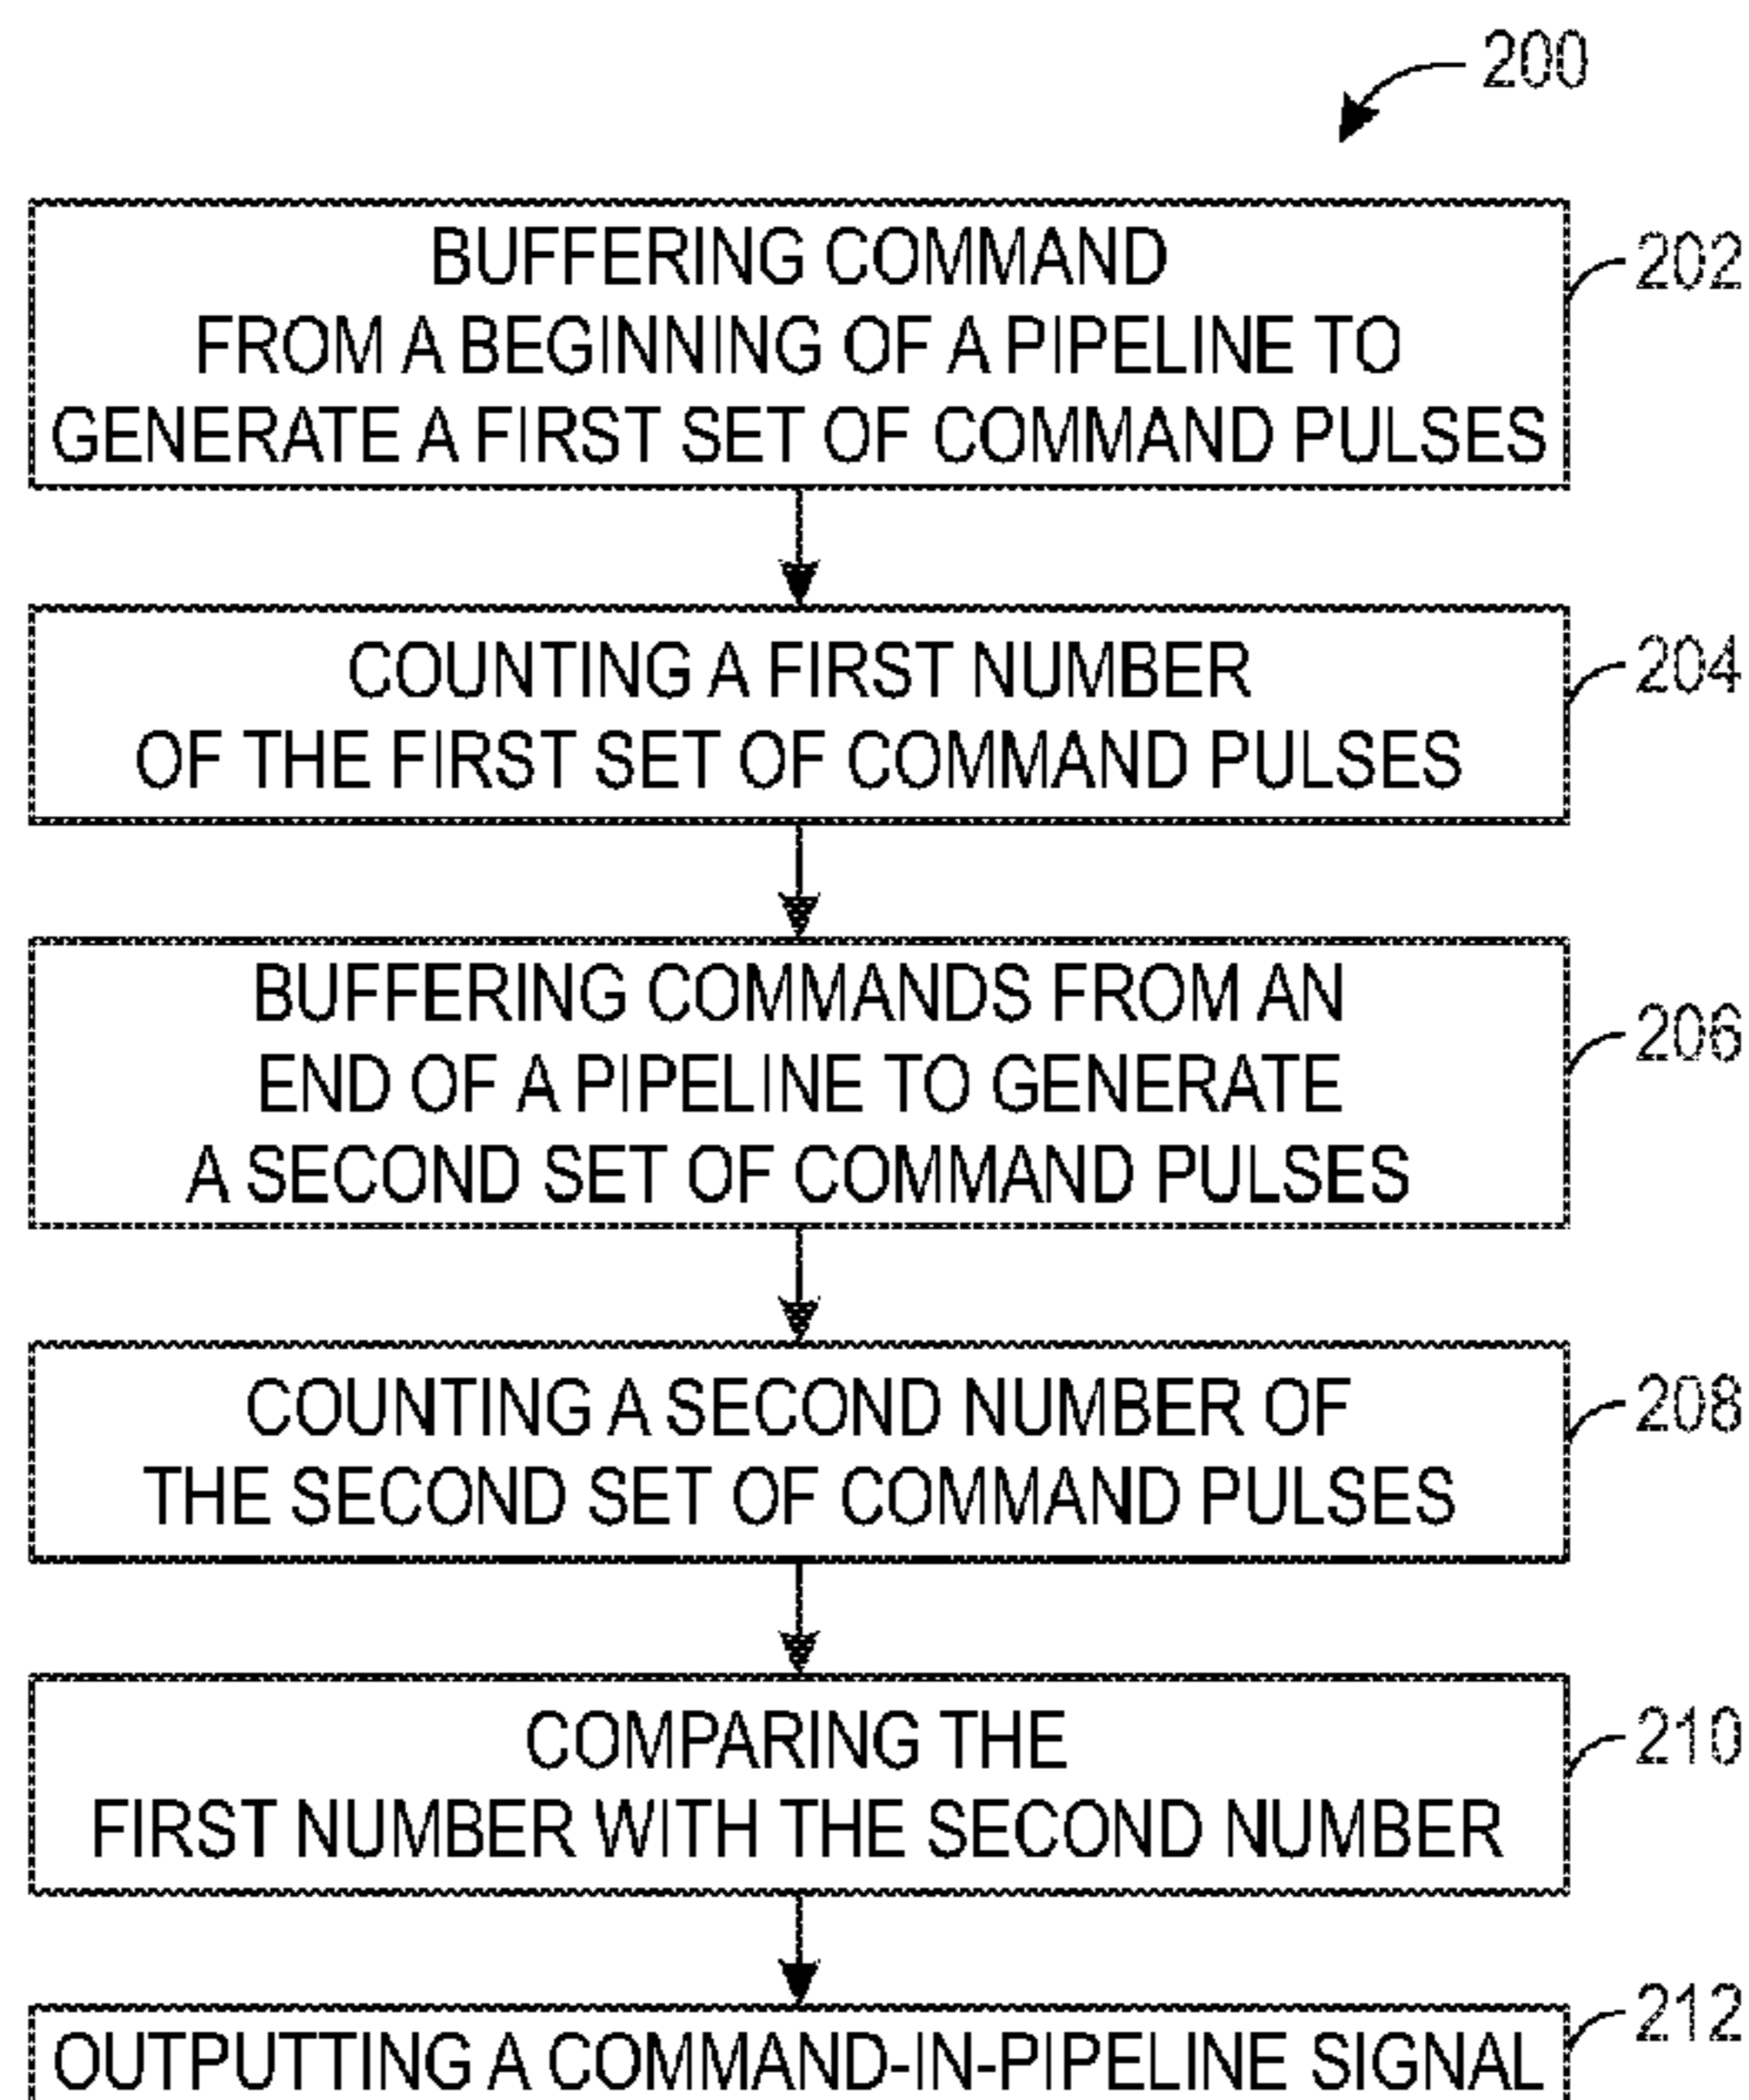 200
BUFFERING COMMAND
FROM A BEGINNING OF A PIPELINE TO
GENERATE A FIRST SET OF COMMAND PULSES
202
COUNTING A FIRST NUMBER
OF THE FIRST SET OF COMMAND PULSES
204
BUFFERING COMMANDS FROM AN
END OF A PIPELINE TO GENERATE
A SECOND SET OF COMMAND PULSES
206
COUNTING A SECOND NUMBER OF
THE SECOND SET OF COMMAND PULSES
208
COMPARING THE
FIRST NUMBER WITH THE SECOND NUMBER
210
OUTPUTTING A COMMAND-IN-PIPELINE SIGNAL
212